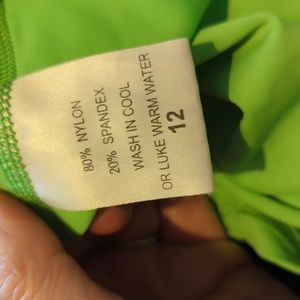 80% NYLON
20% SPANDEX
WASH IN COOL
OR LUKE WARM WATER
12